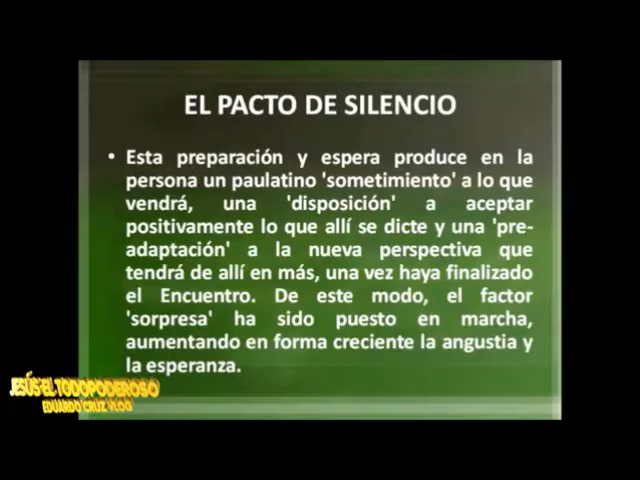 EL PACTO DE SILENCIO
• Esta preparación y espera produce en la
persona un paulatino 'sometimiento' a lo que
vendrá, una 'disposición' a aceptar
positivamente lo que allí se dicte y una 'pre-
adaptación' a la nueva perspectiva que
tendrá de allí en más, una vez haya finalizado
el Encuentro. De este modo, el factor
'sorpresa' ha sido puesto en marcha,
aumentando en forma creciente la angustia y
la esperanza.
JESÚS EL TODOPODEROSO
EDUARDO CRUZ VLOG